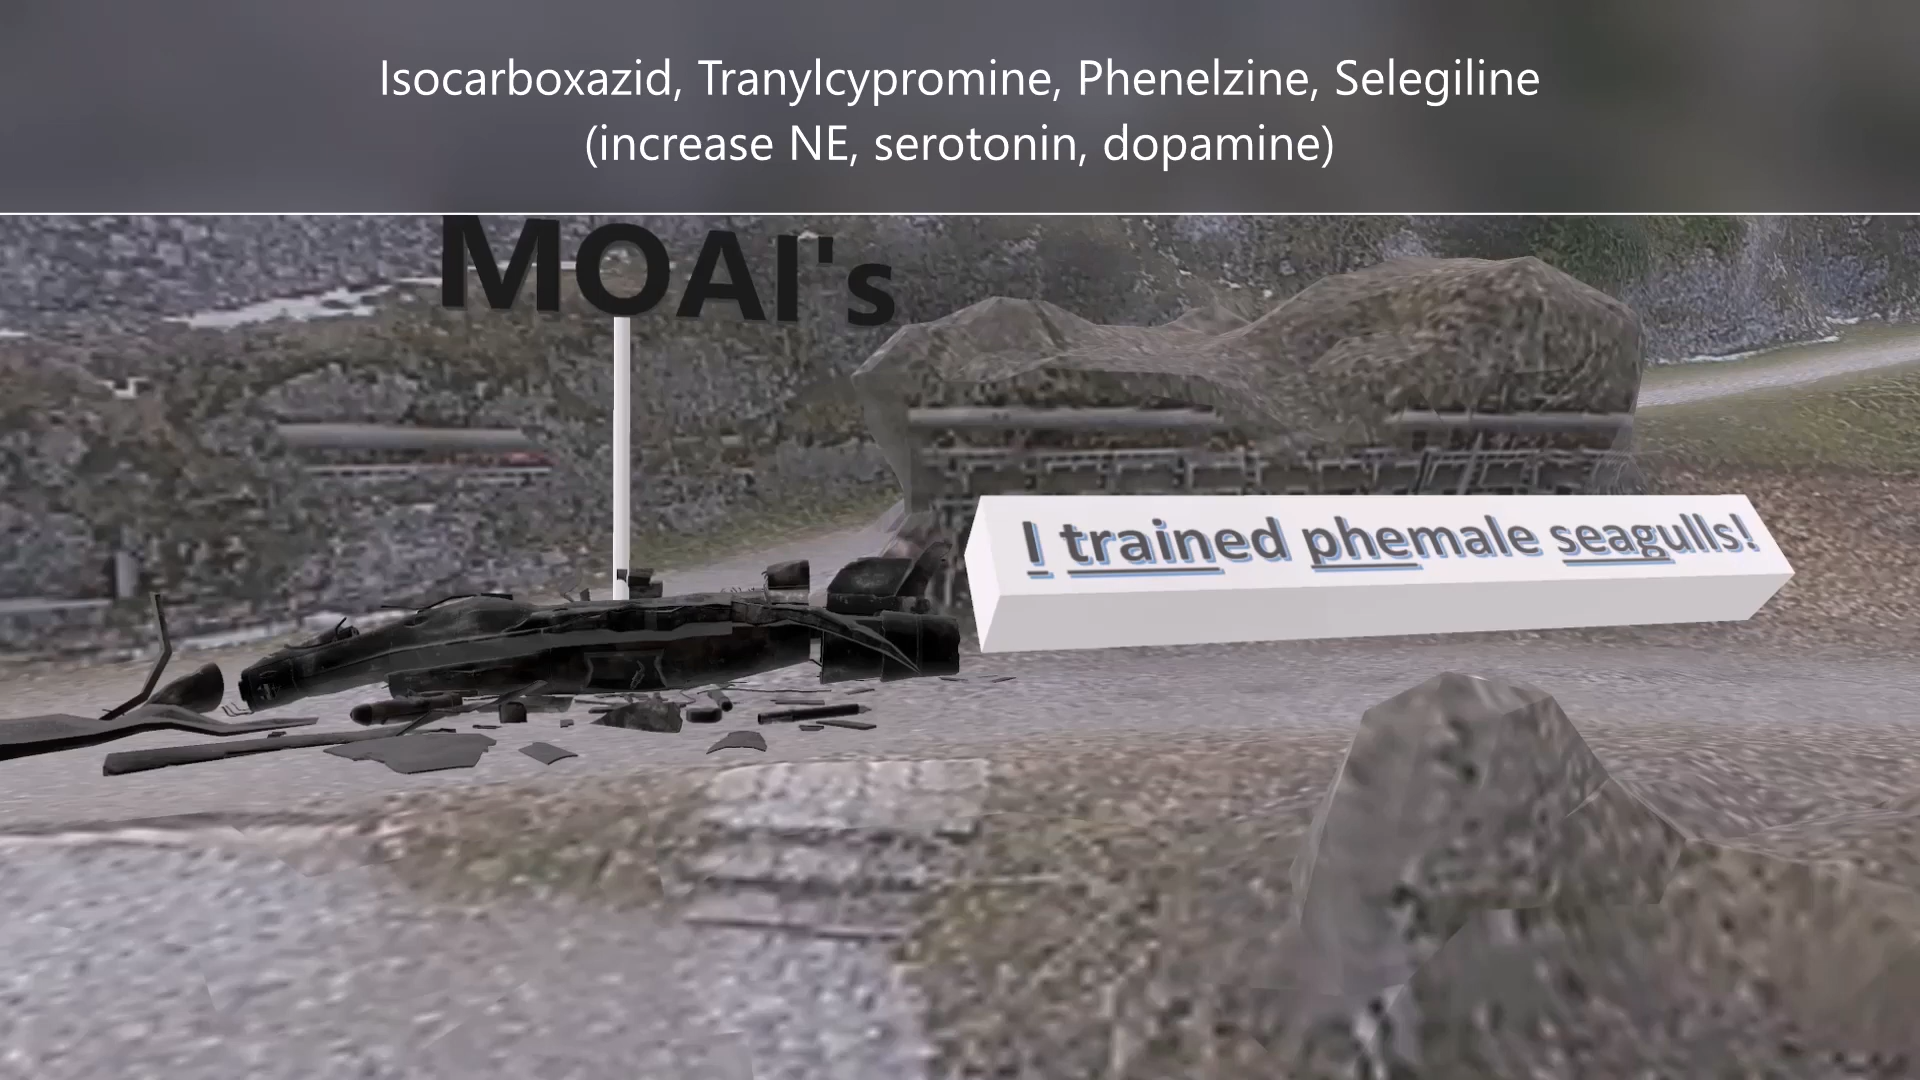 Isocarboxazid, Tranylcypromine, Phenelzine, Selegiline
(increase NE, serotonin, dopamine)
MOAI's
I trained phemale seagulls!